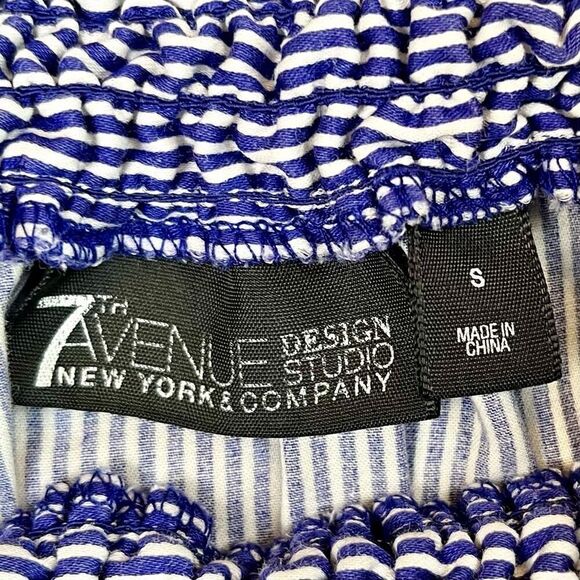 7TH AVENUE DESIGN STUDIO
NEW YORK & COMPANY
S
MADE IN
CHINA